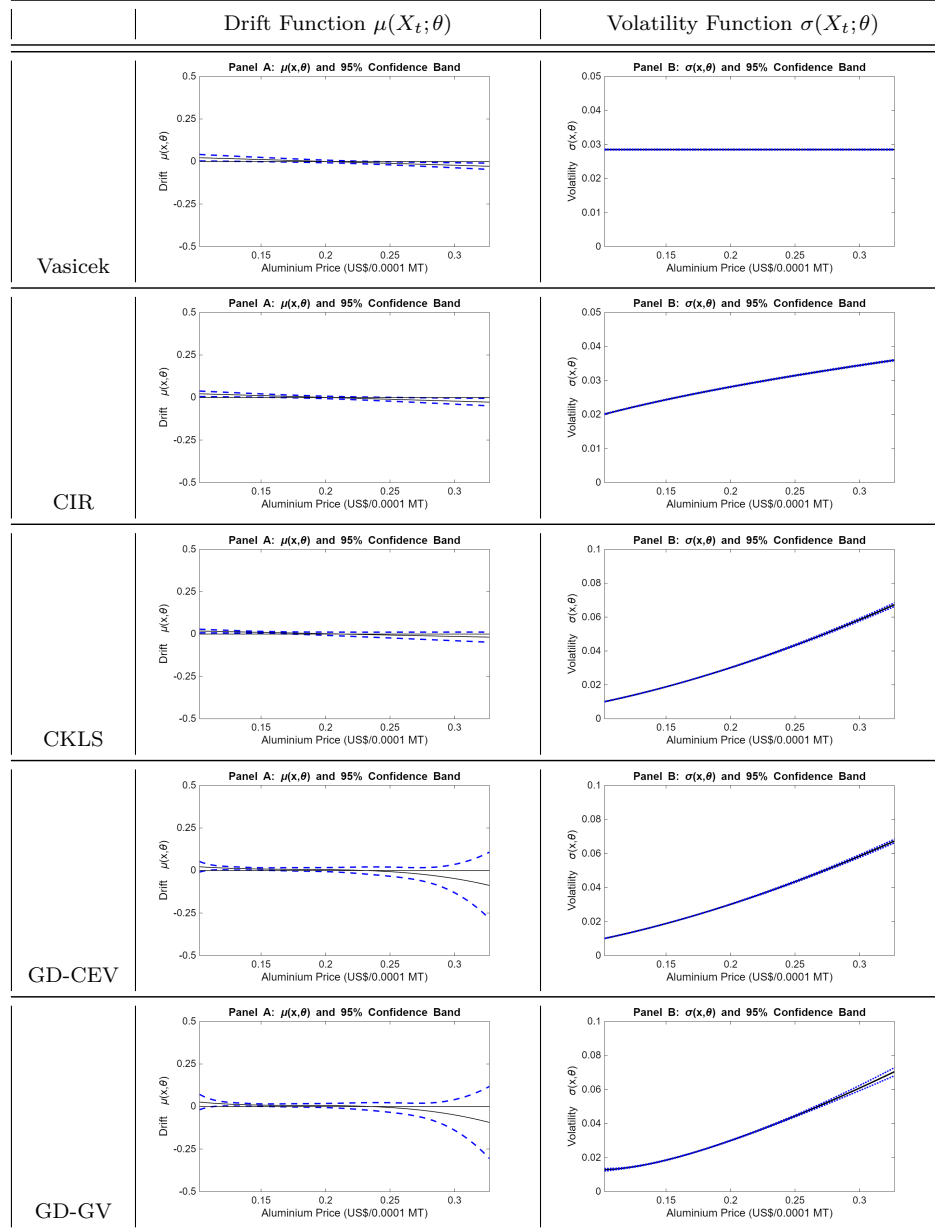 Drift Function μ(X_t; θ) Volatility Function σ(X_t; θ)
Panel A: μ(x,θ) and 95% Confidence Band
0.5
0.25
0
-0.25
-0.5
Drift μ(x,θ)
0.15 0.2 0.25 0.3
Aluminium Price (US$/0.0001 MT)
Panel B: σ(x,θ) and 95% Confidence Band
0.05
0.04
0.03
0.02
0.01
0
Volatility σ(x,θ)
0.15 0.2 0.25 0.3
Aluminium Price (US$/0.0001 MT)
Vasicek
Panel A: μ(x,θ) and 95% Confidence Band
0.5
0.25
0
-0.25
-0.5
Drift μ(x,θ)
0.15 0.2 0.25 0.3
Aluminium Price (US$/0.0001 MT)
Panel B: σ(x,θ) and 95% Confidence Band
0.05
0.04
0.03
0.02
0.01
0
Volatility σ(x,θ)
0.15 0.2 0.25 0.3
Aluminium Price (US$/0.0001 MT)
CIR
Panel A: μ(x,θ) and 95% Confidence Band
0.5
0.25
0
-0.25
-0.5
Drift μ(x,θ)
0.15 0.2 0.25 0.3
Aluminium Price (US$/0.0001 MT)
Panel B: σ(x,θ) and 95% Confidence Band
0.1
0.08
0.06
0.04
0.02
0
Volatility σ(x,θ)
0.15 0.2 0.25 0.3
Aluminium Price (US$/0.0001 MT)
CKLS
Panel A: μ(x,θ) and 95% Confidence Band
0.5
0.25
0
-0.25
-0.5
Drift μ(x,θ)
0.15 0.2 0.25 0.3
Aluminium Price (US$/0.0001 MT)
Panel B: σ(x,θ) and 95% Confidence Band
0.1
0.08
0.06
0.04
0.02
0
Volatility σ(x,θ)
0.15 0.2 0.25 0.3
Aluminium Price (US$/0.0001 MT)
GD-CEV
Panel A: μ(x,θ) and 95% Confidence Band
0.5
0.25
0
-0.25
-0.5
Drift μ(x,θ)
0.15 0.2 0.25 0.3
Aluminium Price (US$/0.0001 MT)
Panel B: σ(x,θ) and 95% Confidence Band
0.1
0.08
0.06
0.04
0.02
0
Volatility σ(x,θ)
0.15 0.2 0.25 0.3
Aluminium Price (US$/0.0001 MT)
GD-GV